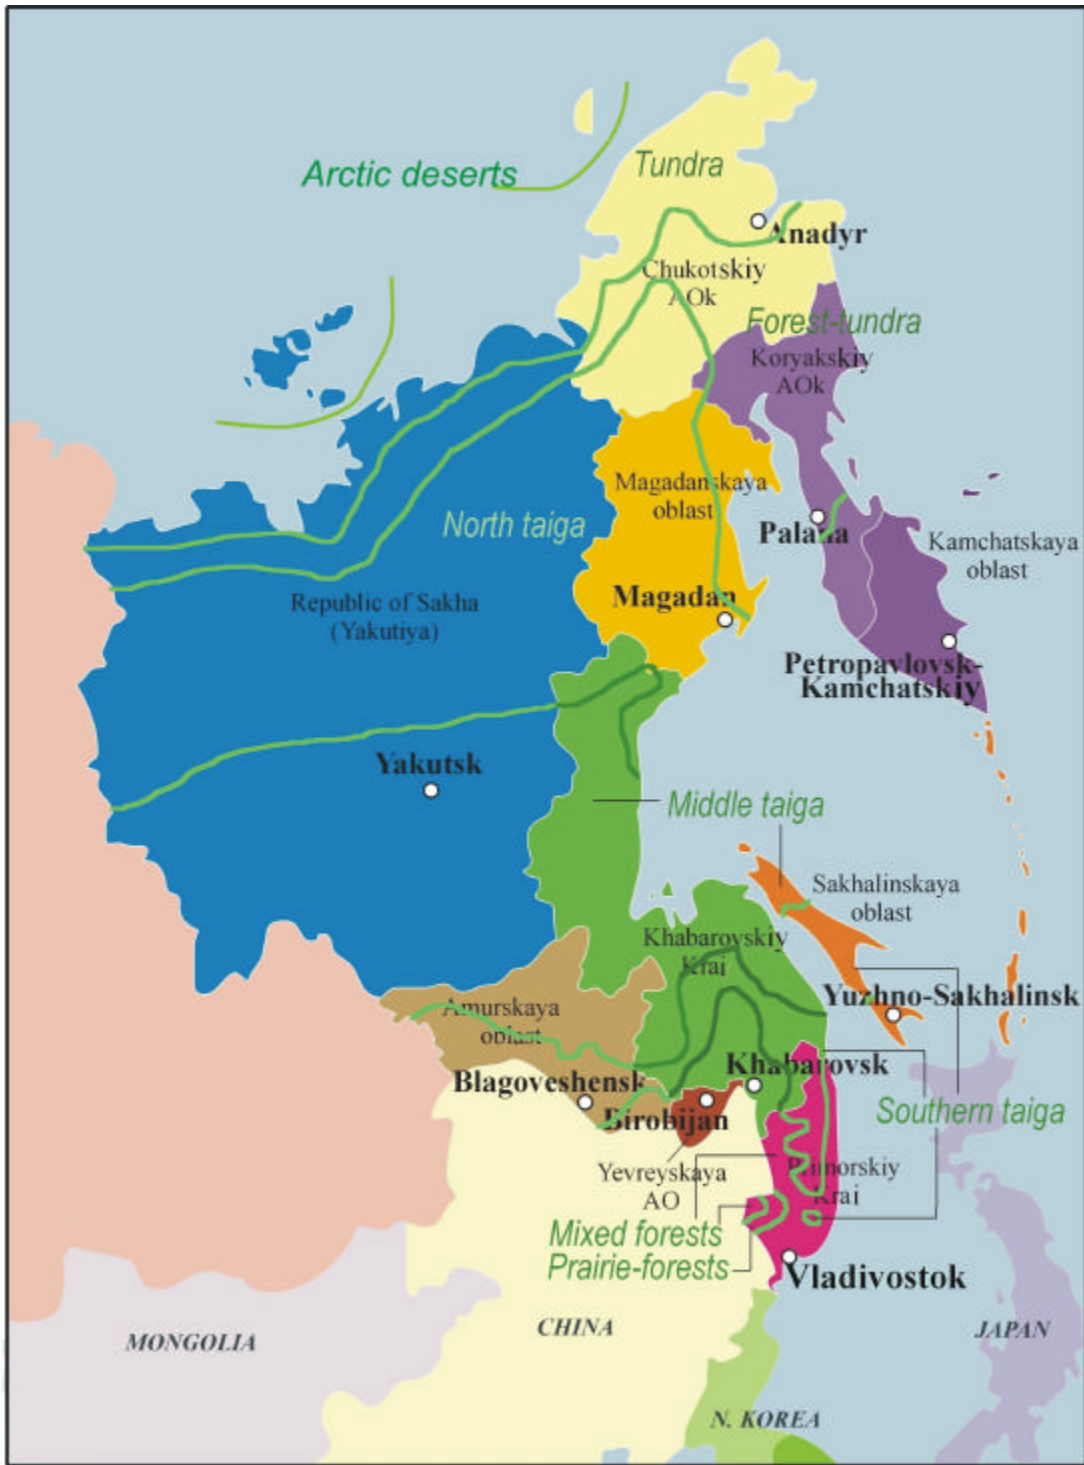 Tundra
Arctic deserts
Anadyr
Chukotskiy
AOk
Forest-tundra
Koryakskiy
AOk
Magadanskaya
oblast
North taiga
Palana
Kamchatskaya
oblast
Republic of Sakha
(Yakutiya)
Magadan
Petropavlovsk-
Kamchatskiy
Yakutsk
Middle taiga
Sakhalinskaya
oblast
Khabarovskiy
Krai
Yuzhno-Sakhalinsk
Amurskaya
oblast
Khabarovsk
Blagoveshensk
Birobijan
Southern taiga
Yevreyskaya
AO
Primorskiy
Krai
Mixed forests
Prairie-forests
Vladivostok
MONGOLIA
CHINA
JAPAN
N. KOREA